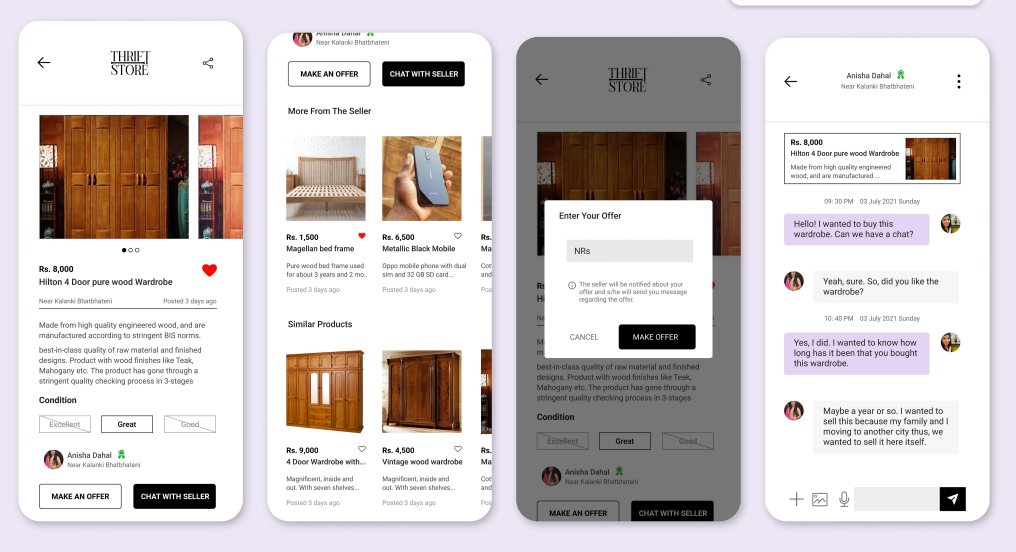 THRIFT
STORE
Rs. 8,000
Hilton 4 Door pure wood Wardrobe
Near Kalanki Bhatbhateni
Posted 3 days ago
Made from high quality engineered wood, and are
manufactured according to stringent BIS norms.
best-in-class quality of raw material and finished
designs. Product with wood finishes like Teak,
Mahogany etc. The product has gone through a
stringent quality checking process in 3-stages
Condition
Excellent
Great
Good
Anisha Dahal
Near Kalanki Bhatbhateni
MAKE AN OFFER
CHAT WITH SELLER
Anisha Dahal
Near Kalanki Bhatbhateni
MAKE AN OFFER
CHAT WITH SELLER
More From The Seller
Rs. 1,500
Magellan bed frame
Pure wood bed frame used
for about 3 years and 2 mo..
Posted 3 days ago
Rs. 6,500
Metallic Black Mobile
Oppo mobile phone with dual
sim and 32 GB SD card...
Posted 3 days ago
Rs.
Ma
Cot
and
Pos
Similar Products
Rs. 9,000
4 Door Wardrobe with...
Magnificent, inside and
out. With seven shelves...
Posted 3 days ago
Rs. 4,500
Vintage wood wardrobe
Magnificent, inside and
out. With seven shelves...
Posted 3 days ago
Rs.
Ma
Cot
and
Pos
THRIFT
STORE
Enter Your Offer
NRs
The seller will be notified about your
offer and s/he will send you message
regarding the offer.
CANCEL
MAKE OFFER
best-in-class quality of raw material and finished
designs. Product with wood finishes like Teak,
Mahogany etc. The product has gone through a
stringent quality checking process in 3-stages
Condition
Excellent
Great
Good
Anisha Dahal
Near Kalanki Bhatbhateni
MAKE AN OFFER
CHAT WITH SELLER
Anisha Dahal
Near Kalanki Bhatbhateni
Rs. 8,000
Hilton 4 Door pure wood Wardrobe
Made from high quality engineered
wood, and are manufactured ...
09:30 PM 03 July 2021 Sunday
Hello! I wanted to buy this
wardrobe. Can we have a chat?
Yeah, sure. So, did you like the
wardrobe?
10:40 PM 03 July 2021 Sunday
Yes, I did. I wanted to know how
long has it been that you bought
this wardrobe.
Maybe a year or so. I wanted to
sell this because my family and I
moving to another city thus, we
wanted to sell it here itself.